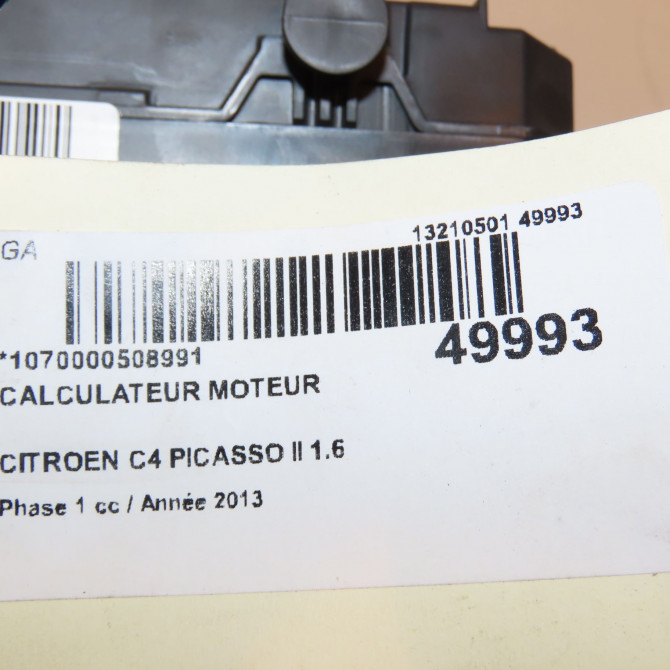 GA
13210501 49993
*1070000508991
49993
CALCULATEUR MOTEUR
CITROEN C4 PICASSO II 1.6
Phase 1 cc / Année 2013